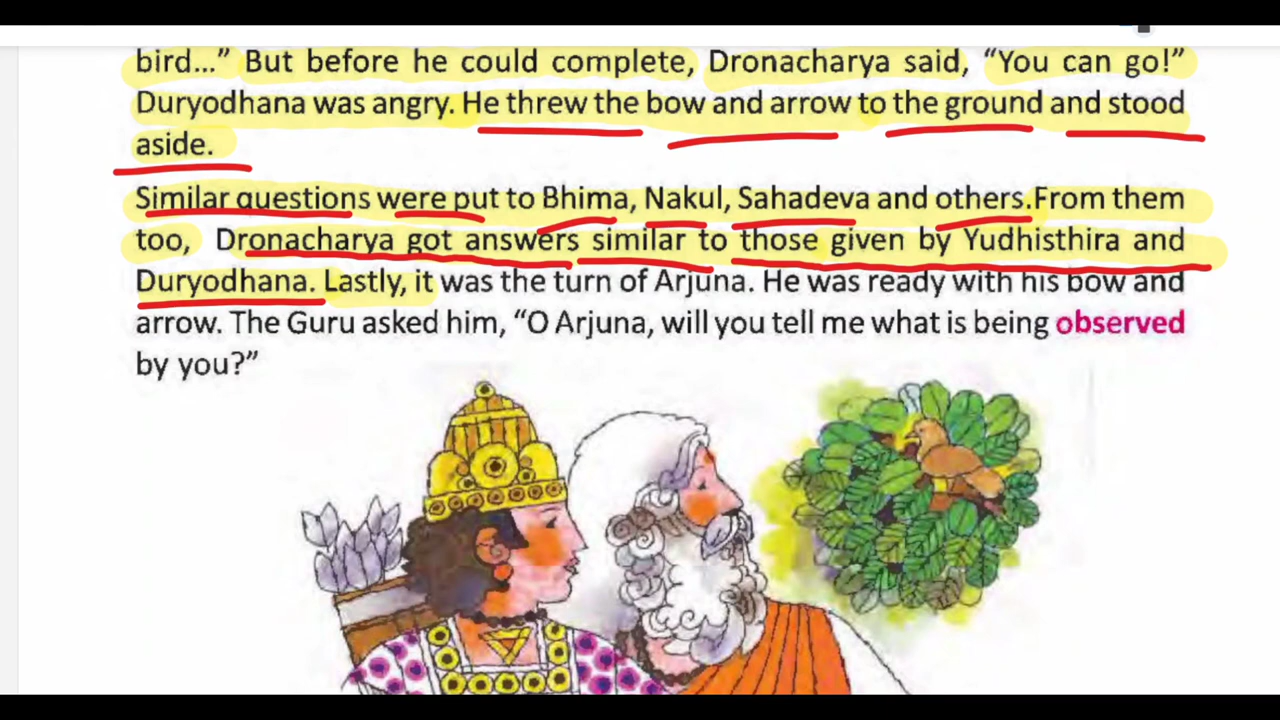 bird...” But before he could complete, Dronacharya said, “You can go!”
Duryodhana was angry. He threw the bow and arrow to the ground and stood
aside.
Similar questions were put to Bhima, Nakul, Sahadeva and others.From them
too, Dronacharya got answers similar to those given by Yudhisthira and
Duryodhana. Lastly, it was the turn of Arjuna. He was ready with his bow and
arrow. The Guru asked him, “O Arjuna, will you tell me what is being observed
by you?”